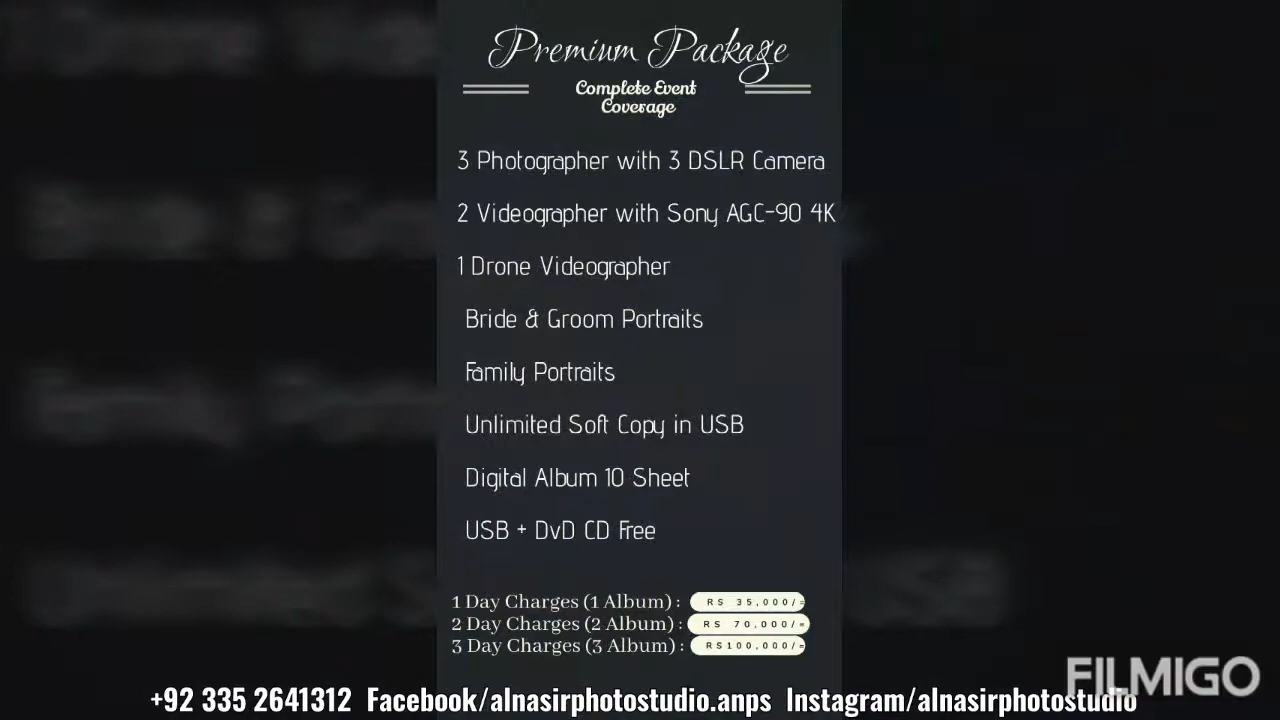 Premium Package
Complete Event
Coverage
3 Photographer with 3 DSLR Camera
2 Videographer with Sony AGC-90 4K
1 Drone Videographer
Bride & Groom Portraits
Family Portraits
Unlimited Soft Copy in USB
Digital Album 10 Sheet
USB + DvD CD Free
1 Day Charges (1 Album) : RS 35,000/=
2 Day Charges (2 Album) : RS 70,000/=
3 Day Charges (3 Album) : RS100,000/=
FILMIGO
+92 335 2641312 Facebook/alnasirphotostudio.anps Instagram/alnasirphotostudio